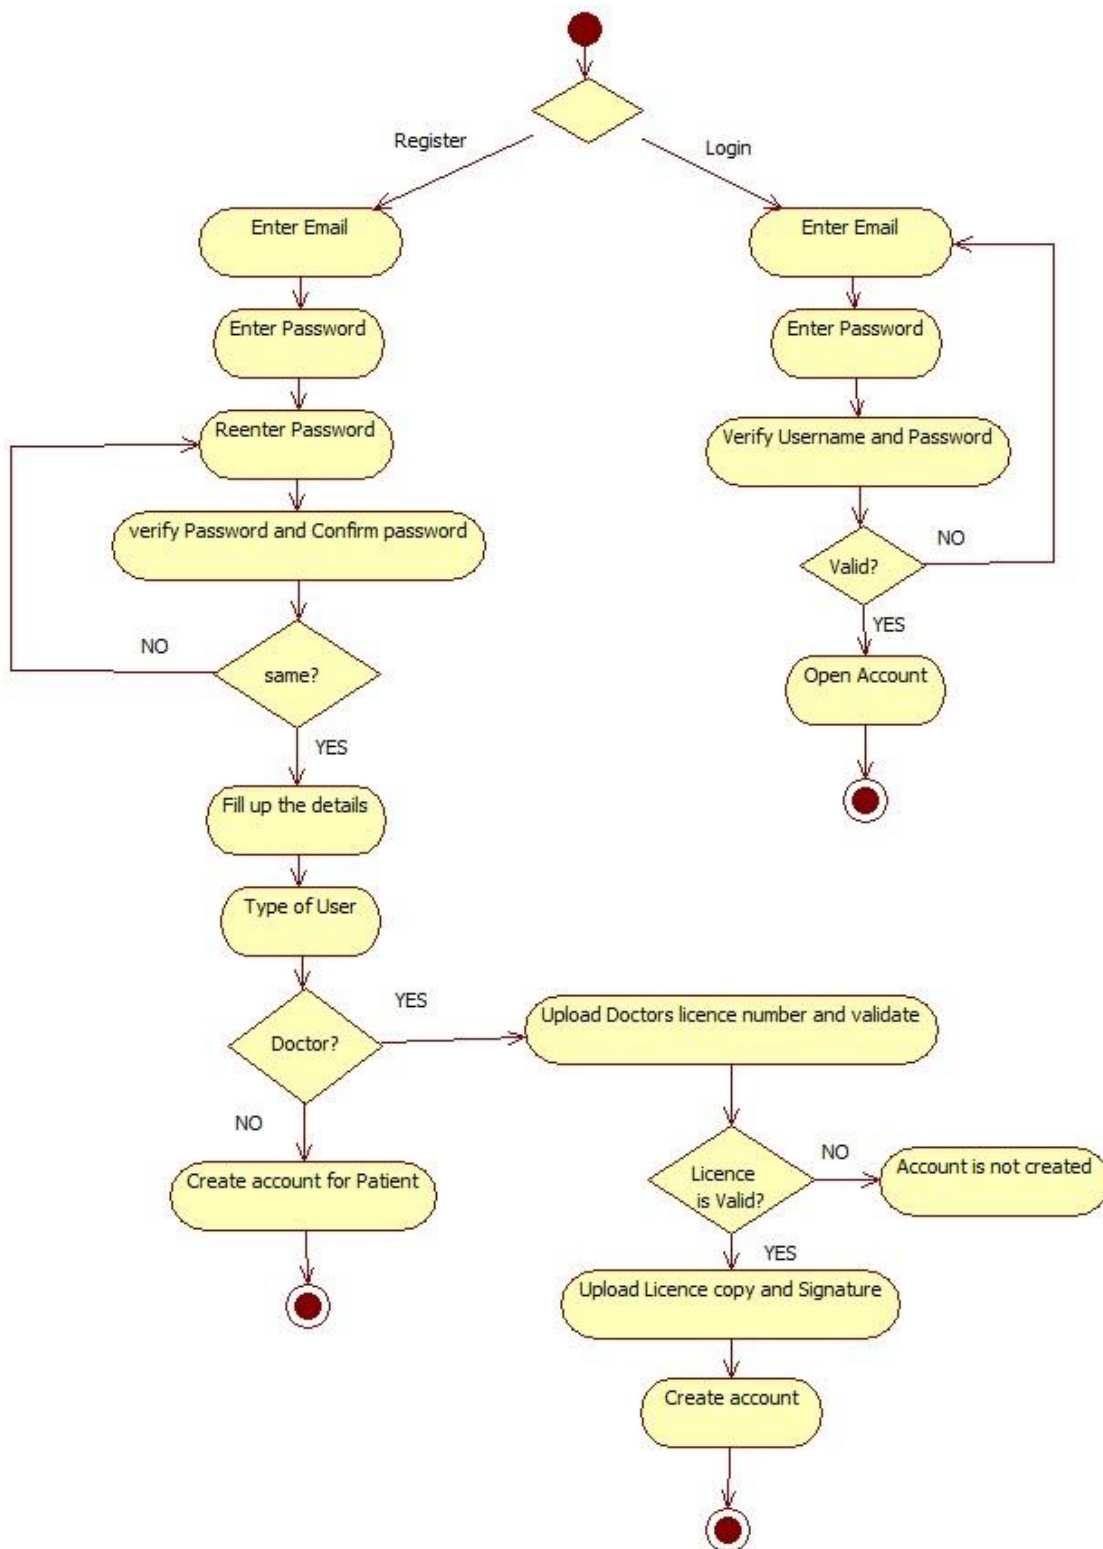 Register
Login
Enter Email
Enter Email
Enter Password
Enter Password
Reenter Password
Verify Username and Password
verify Password and Confirm password
NO
Valid?
YES
NO
same?
Open Account
YES
Fill up the details
Type of User
YES
Upload Doctors licence number and validate
Doctor?
NO
NO
Create account for Patient
Licence
is Valid?
Account is not created
YES
Upload Licence copy and Signature
Create account